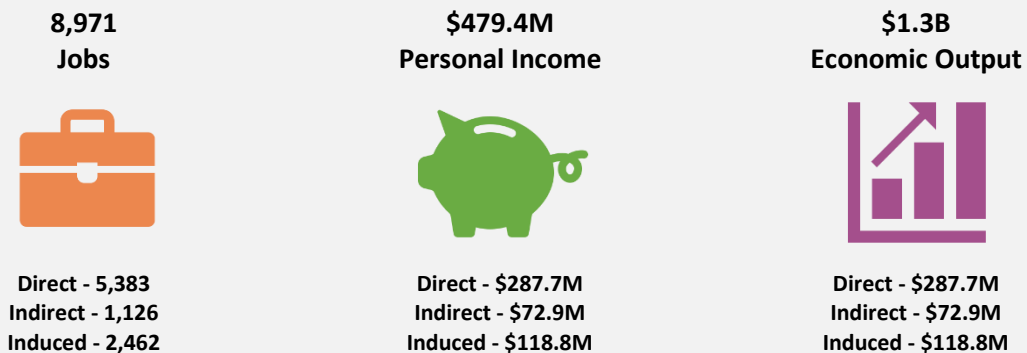 8,971
Jobs
$479.4M
Personal Income
$1.3B
Economic Output
Direct - 5,383
Indirect - 1,126
Induced - 2,462
Direct - $287.7M
Indirect - $72.9M
Induced - $118.8M
Direct - $287.7M
Indirect - $72.9M
Induced - $118.8M